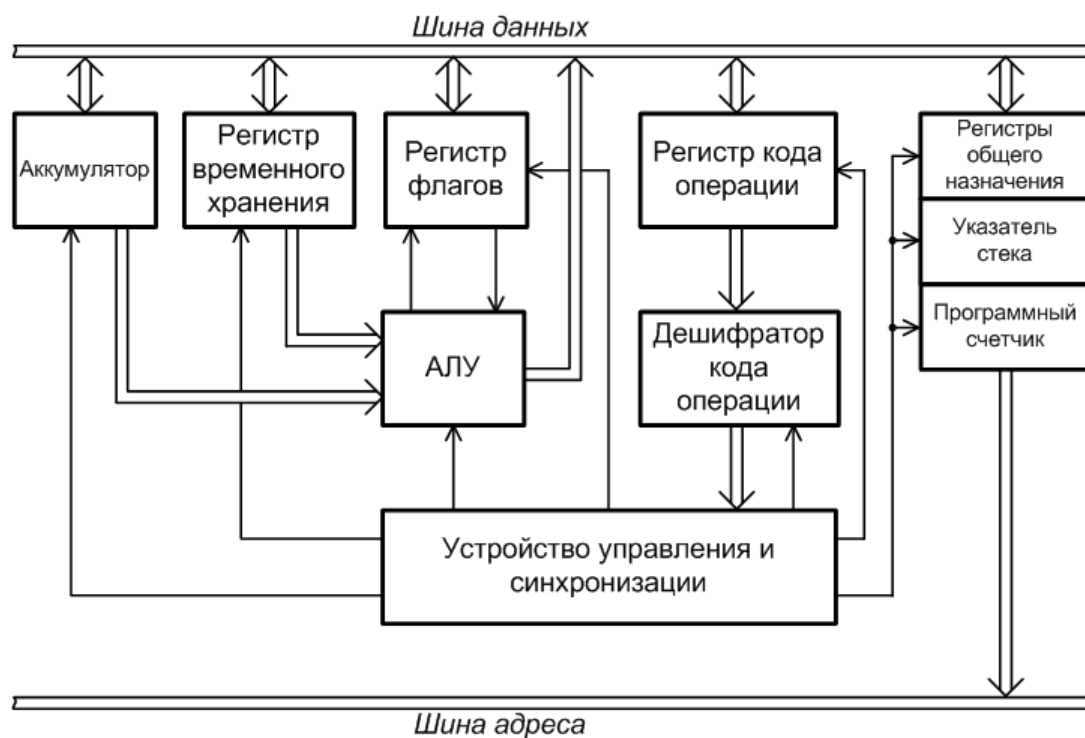 Шина данных
Аккумулятор
Регистр
временного
хранения
Регистр
флагов
Регистр кода
операции
Регистры
общего
назначения
Указатель
стека
Программный
счетчик
АЛУ
Дешифратор
кода
операции
Устройство управления и
синхронизации
Шина адреса